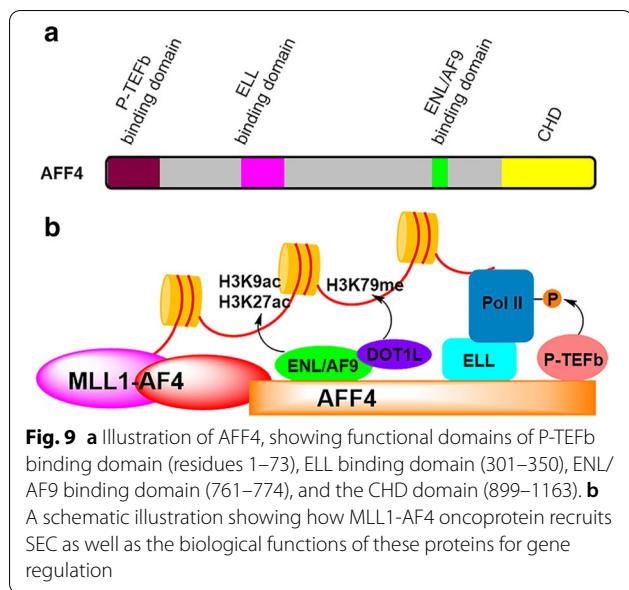 a
P-TEFb
binding domain
ELL
binding domain
ENL/AF9
binding domain
CHD
AFF4
b
H3K9ac
H3K27ac
H3K79me
Pol II
P
MLL1-AF4
ENL/AF9
DOT1L
ELL
P-TEFb
AFF4
Fig. 9 a Illustration of AFF4, showing functional domains of P-TEFb
binding domain (residues 1–73), ELL binding domain (301–350), ENL/
AF9 binding domain (761–774), and the CHD domain (899–1163). b
A schematic illustration showing how MLL1-AF4 oncoprotein recruits
SEC as well as the biological functions of these proteins for gene
regulation